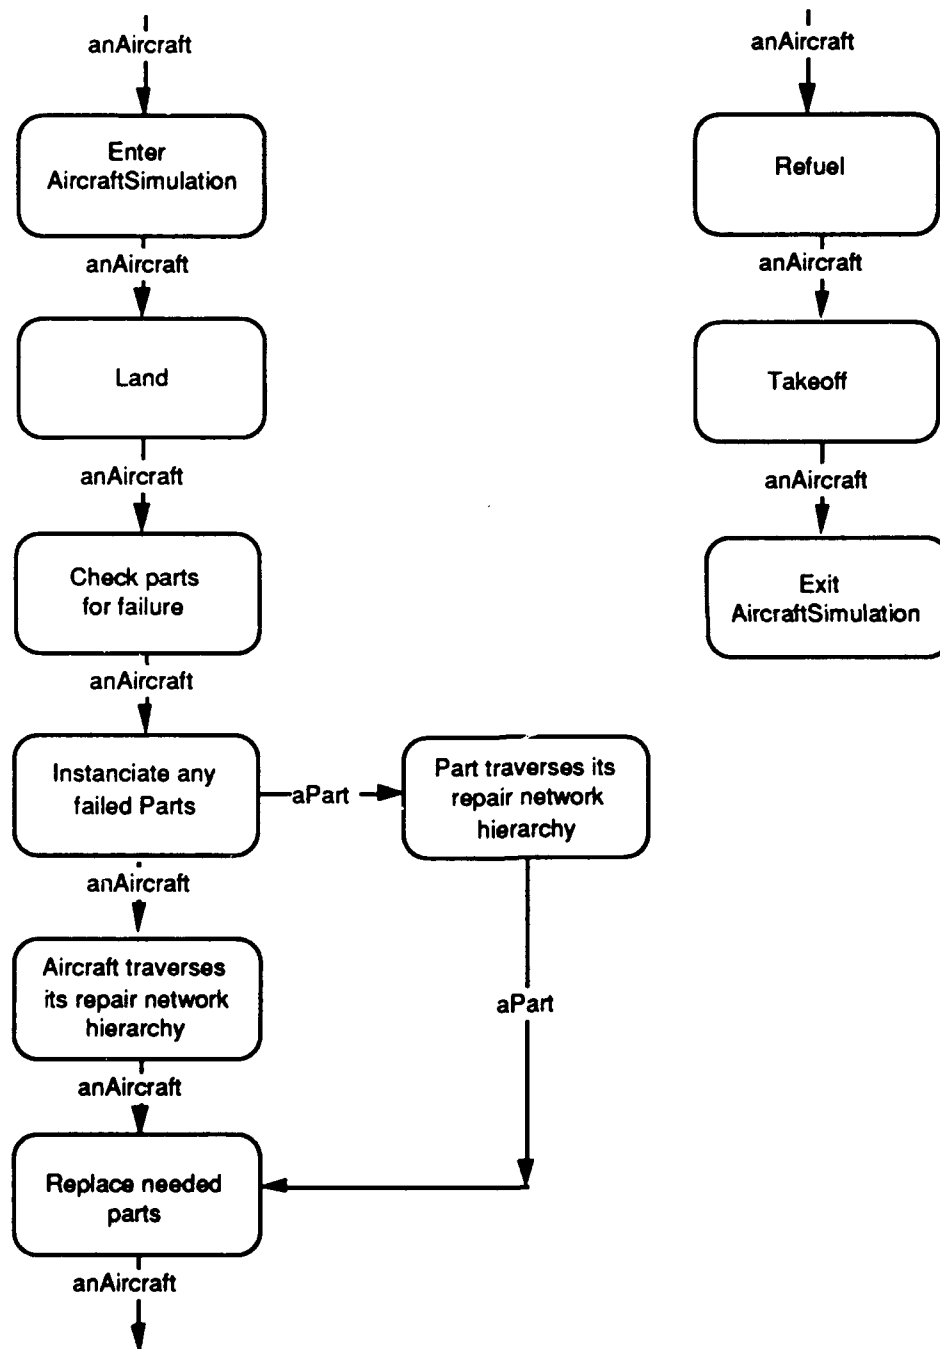 anAircraft
Enter
AircraftSimulation
anAircraft
Land
anAircraft
Check parts
for failure
anAircraft
Instanciate any
failed Parts
aPart
Part traverses its
repair network
hierarchy
anAircraft
Aircraft traverses
its repair network
hierarchy
aPart
anAircraft
Replace needed
parts
anAircraft
anAircraft
Refuel
anAircraft
Takeoff
anAircraft
Exit
AircraftSimulation